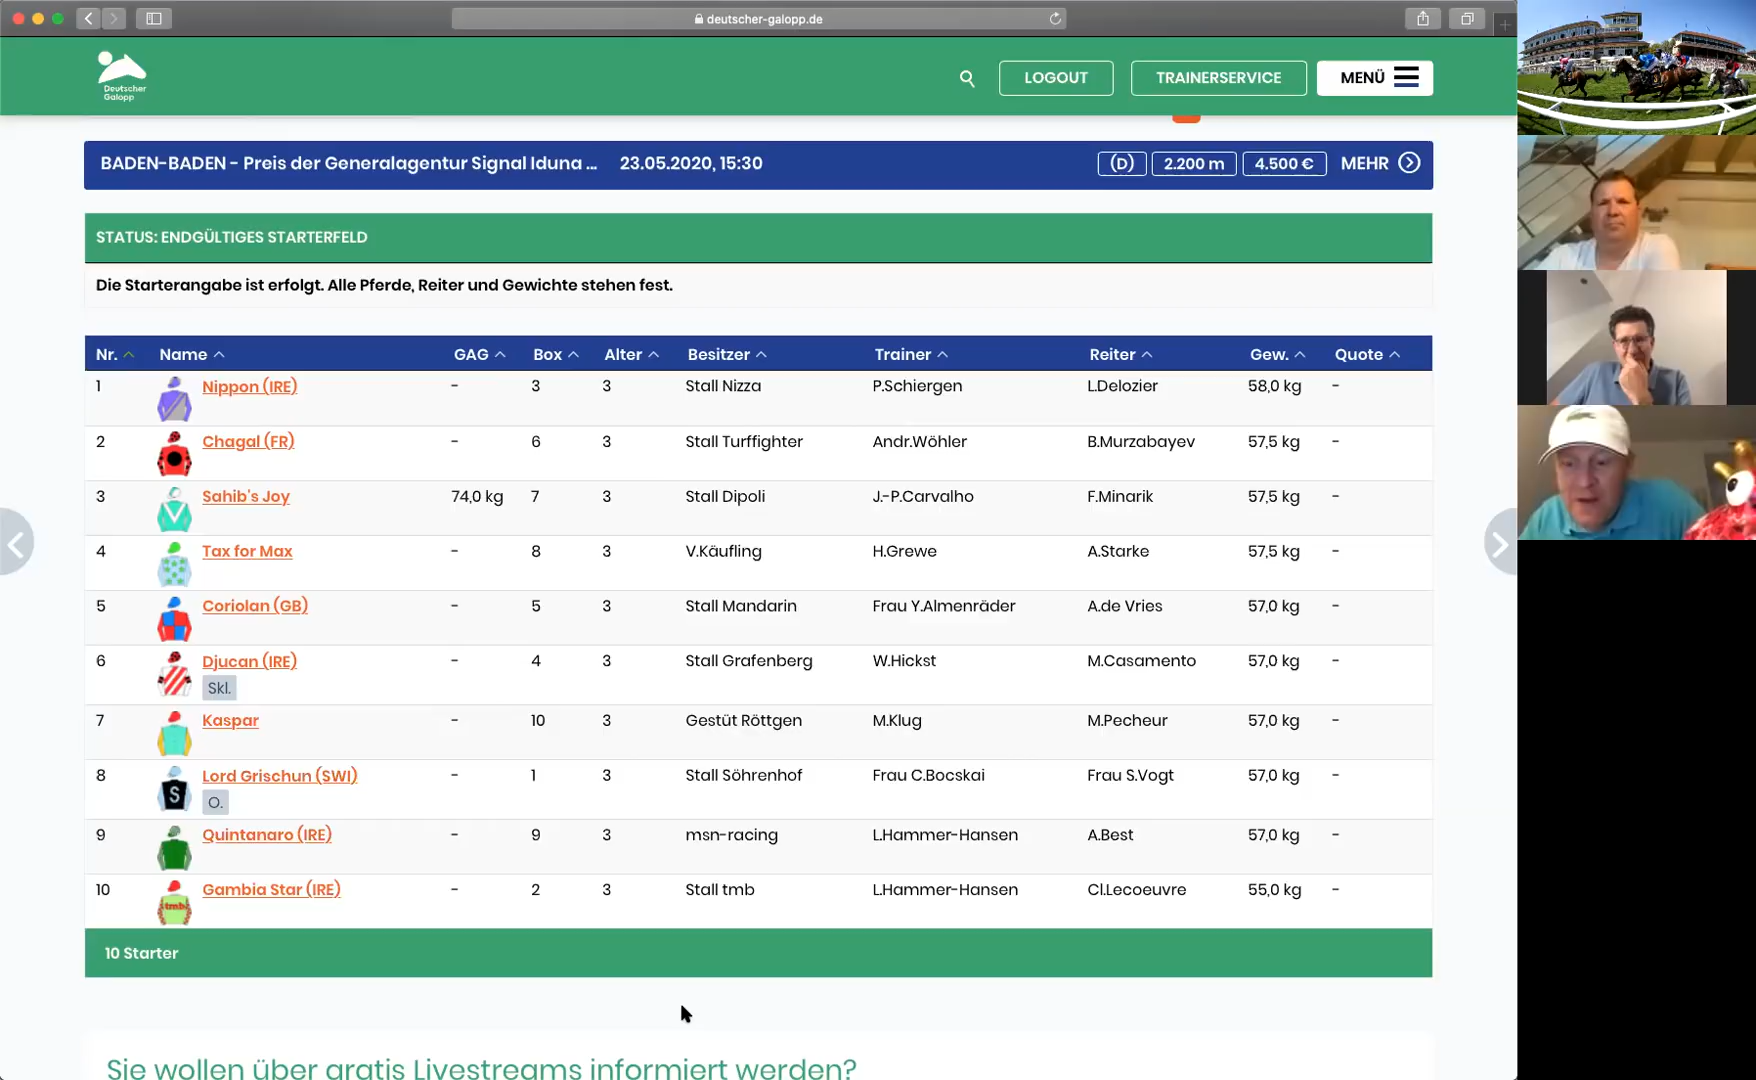 deutscher-galopp.de
Deutscher
Galopp
LOGOUT
TRAINERSERVICE
MENÜ
BADEN-BADEN - Preis der Generalagentur Signal Iduna ... 23.05.2020, 15:30 (D) 2.200 m 4.500 € MEHR
STATUS: ENDGÜLTIGES STARTERFELD
Die Starterangabe ist erfolgt. Alle Pferde, Reiter und Gewichte stehen fest.
Nr. Name GAG Box Alter Besitzer Trainer Reiter Gew. Quote
1 Nippon (IRE) - 3 3 Stall Nizza P.Schiergen L.Delozier 58,0 kg -
2 Chagal (FR) - 6 3 Stall Turffighter Andr.Wöhler B.Murzabayev 57,5 kg -
3 Sahib's Joy 74,0 kg 7 3 Stall Dipoli J.-P.Carvalho F.Minarik 57,5 kg -
4 Tax for Max - 8 3 V.Käufling H.Grewe A.Starke 57,5 kg -
5 Coriolan (GB) - 5 3 Stall Mandarin Frau Y.Almenräder A.de Vries 57,0 kg -
6 Djucan (IRE) - 4 3 Stall Grafenberg W.Hickst M.Casamento 57,0 kg -
Skl.
7 Kaspar - 10 3 Gestüt Röttgen M.Klug M.Pecheur 57,0 kg -
8 Lord Grischun (SWI) - 1 3 Stall Söhrenhof Frau C.Bocskai Frau S.Vogt 57,0 kg -
S
O.
9 Quintanaro (IRE) - 9 3 msn-racing L.Hammer-Hansen A.Best 57,0 kg -
10 Gambia Star (IRE) - 2 3 Stall tmb L.Hammer-Hansen Cl.Lecoeuvre 55,0 kg -
tmb
10 Starter
Sie wollen über gratis Livestreams informiert werden?